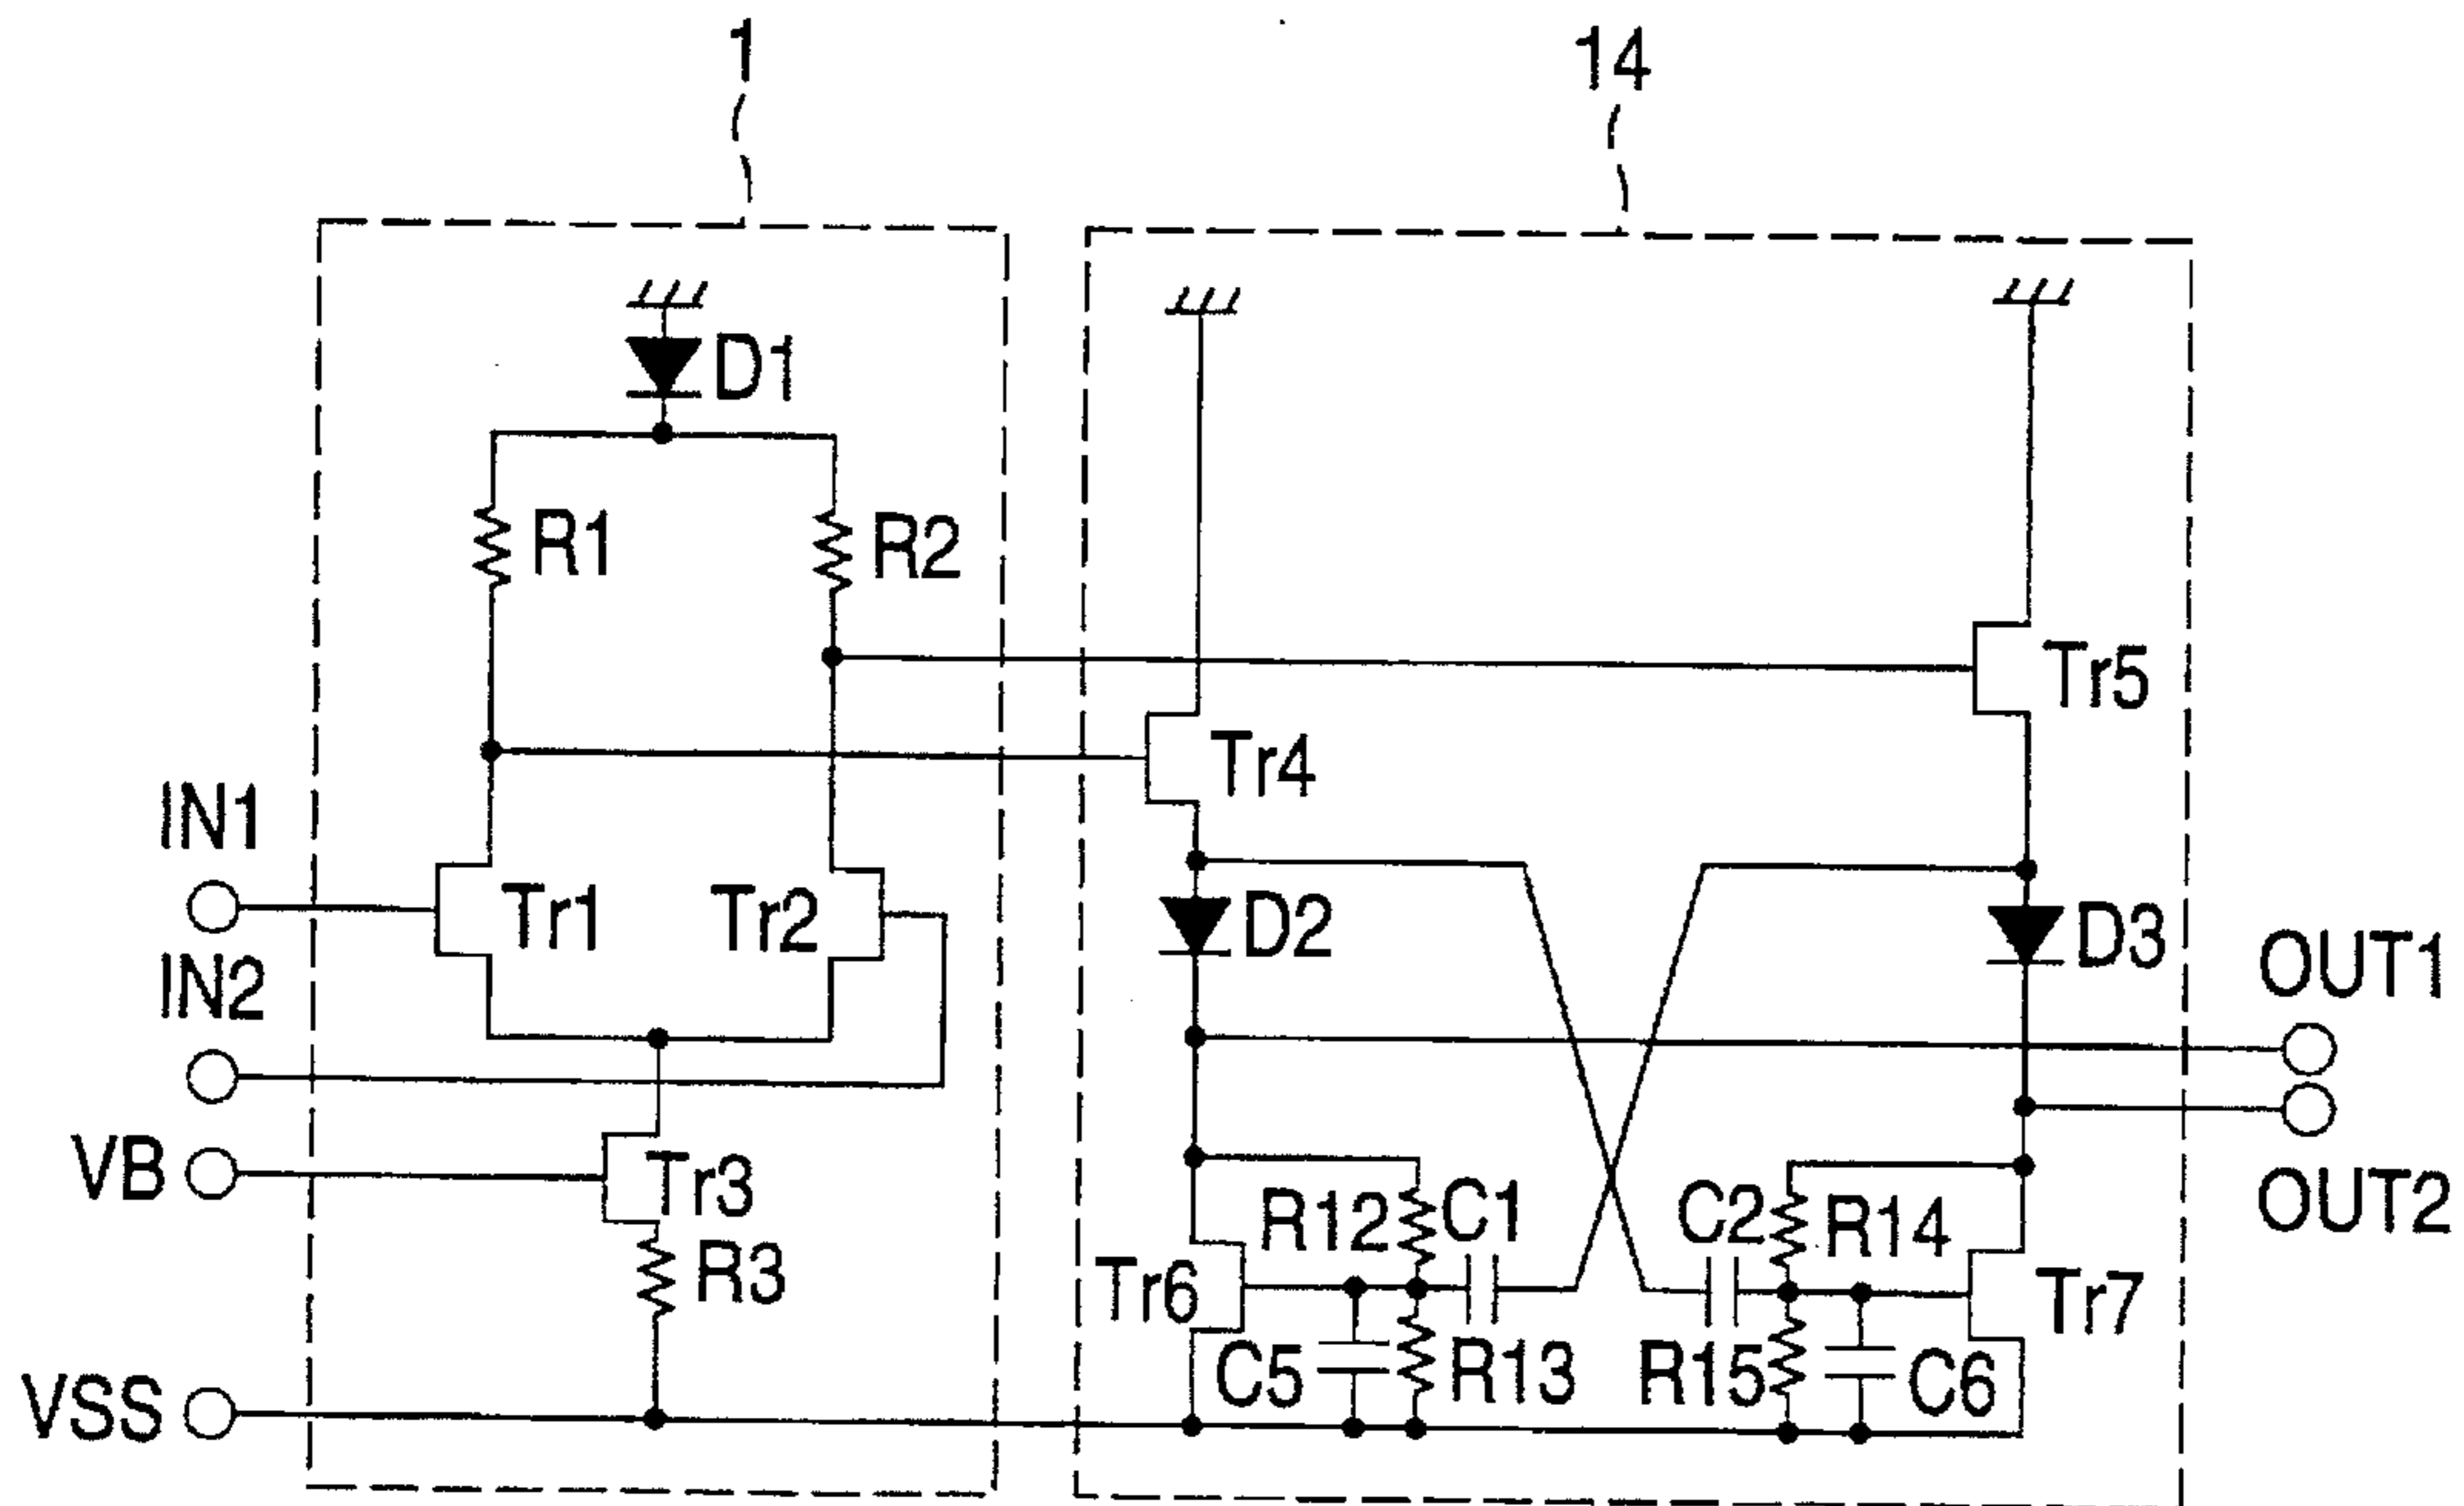 1
14
D1
R1
R2
Tr5
Tr4
IN1
Tr1
Tr2
D2
D3
OUT1
IN2
VB
Tr3
R12
C1
C2
R14
OUT2
R3
Tr6
Tr7
C5
R13
R15
C6
VSS